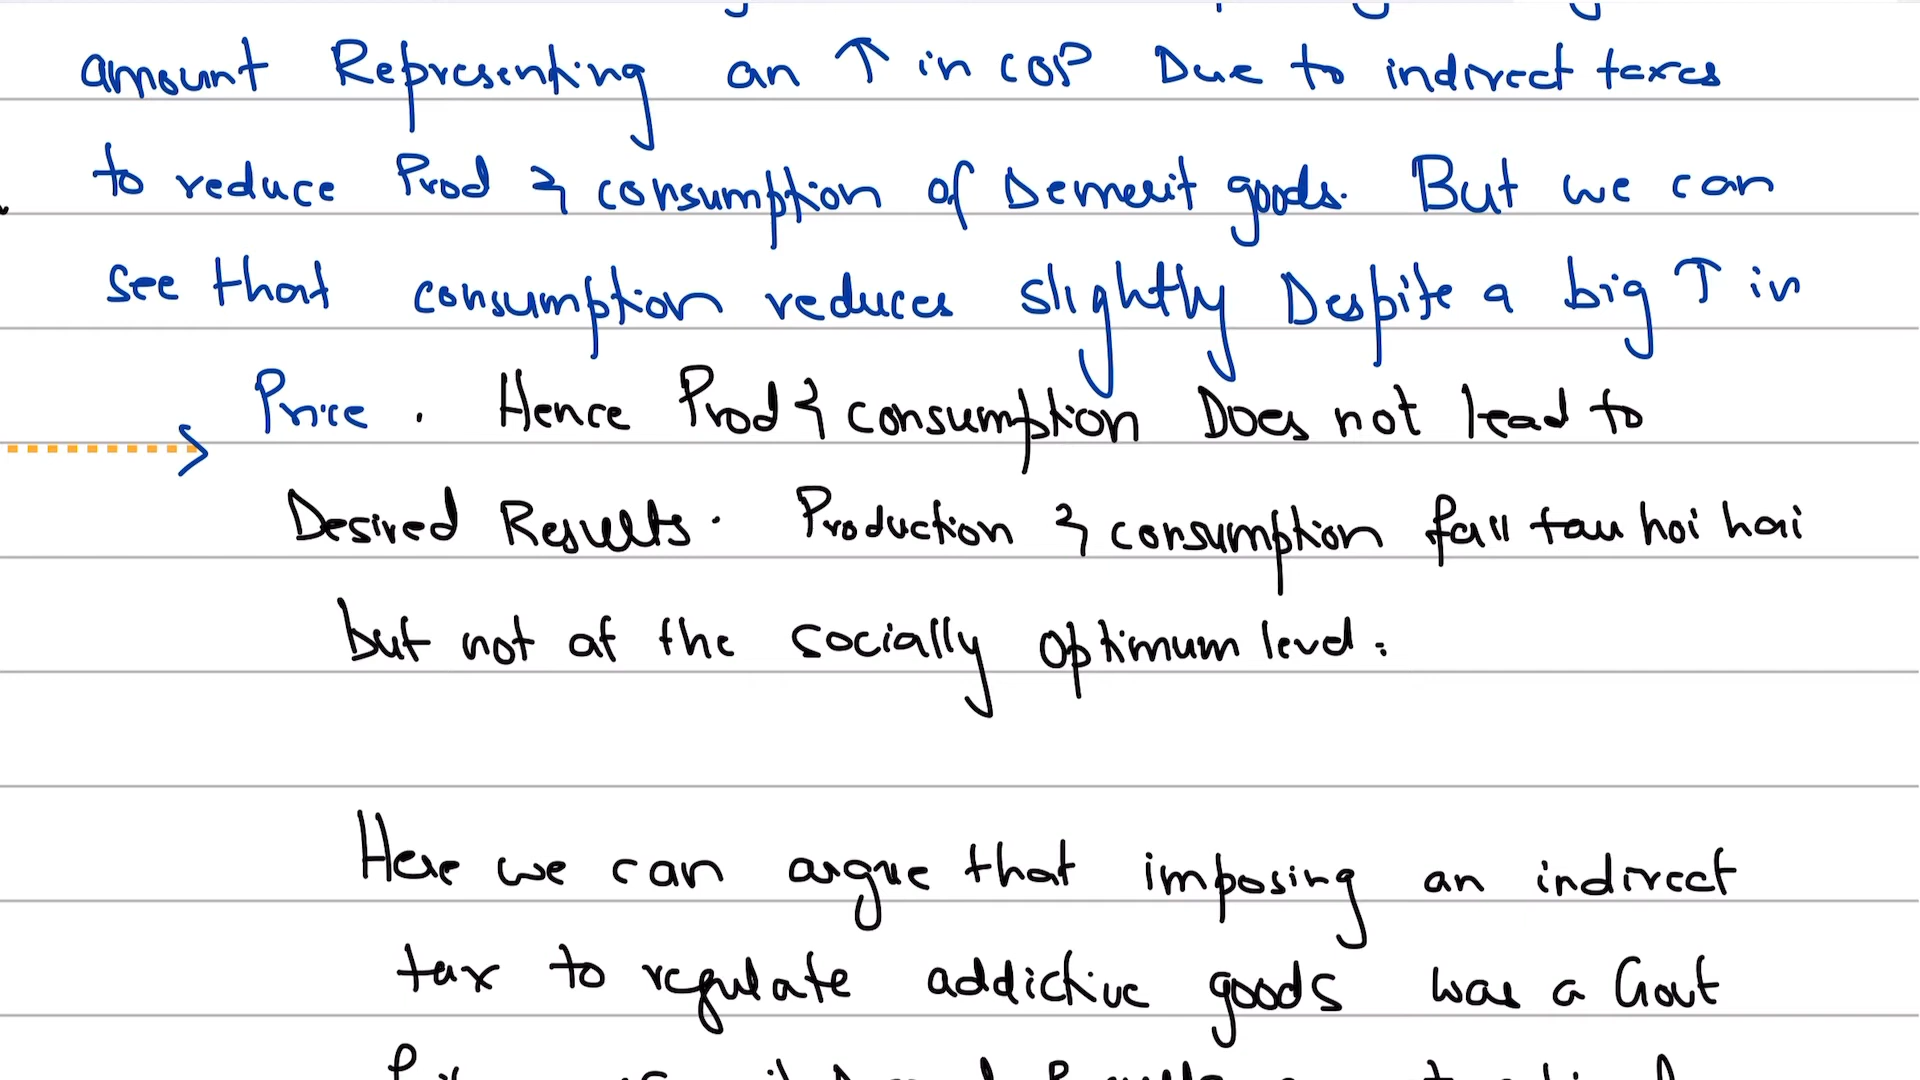 amount Representing an ↑ in COP Due to indirect taxes
to reduce Prod & consumption of Demerit goods. But we can
see that consumption reduces slightly Despite a big ↑ in
Price. Hence Prod & consumption Does not lead to
Desired Results. Production & consumption fall tau hoi hai
but not at the socially optimum level.
Here we can argue that imposing an indirect
tax to regulate addictive goods was a Govt